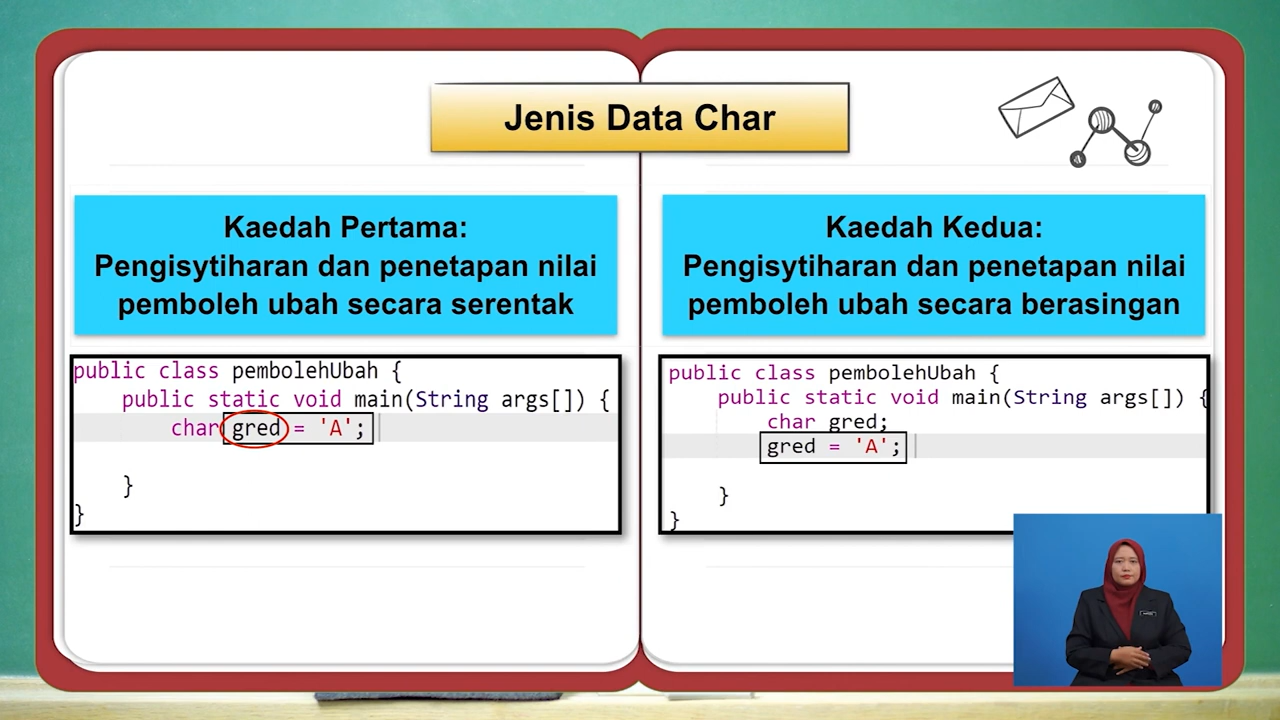 Jenis Data Char
Kaedah Pertama:
Pengisytiharan dan penetapan nilai
pemboleh ubah secara serentak
public class pembolehUbah {
public static void main(String args[]) {
char gred = 'A';
}
}
Kaedah Kedua:
Pengisytiharan dan penetapan nilai
pemboleh ubah secara berasingan
public class pembolehUbah {
public static void main(String args[]) {
char gred;
gred = 'A';
}
}